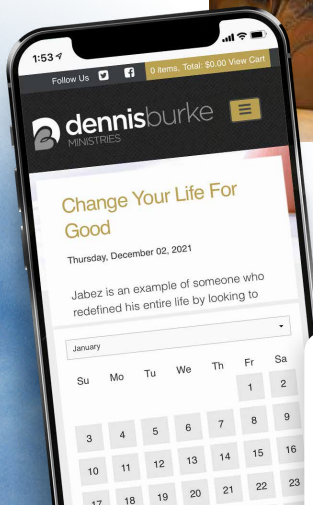 1:53
Follow Us
0 items, Total: $0.00 View Cart
dennisburke
MINISTRIES
Change Your Life For
Good
Thursday, December 02, 2021
Jabez is an example of someone who
redefined his entire life by looking to
January
Su Mo Tu We Th Fr Sa
1 2
3 4 5 6 7 8 9
10 11 12 13 14 15 16
17 18 19 20 21 22 23